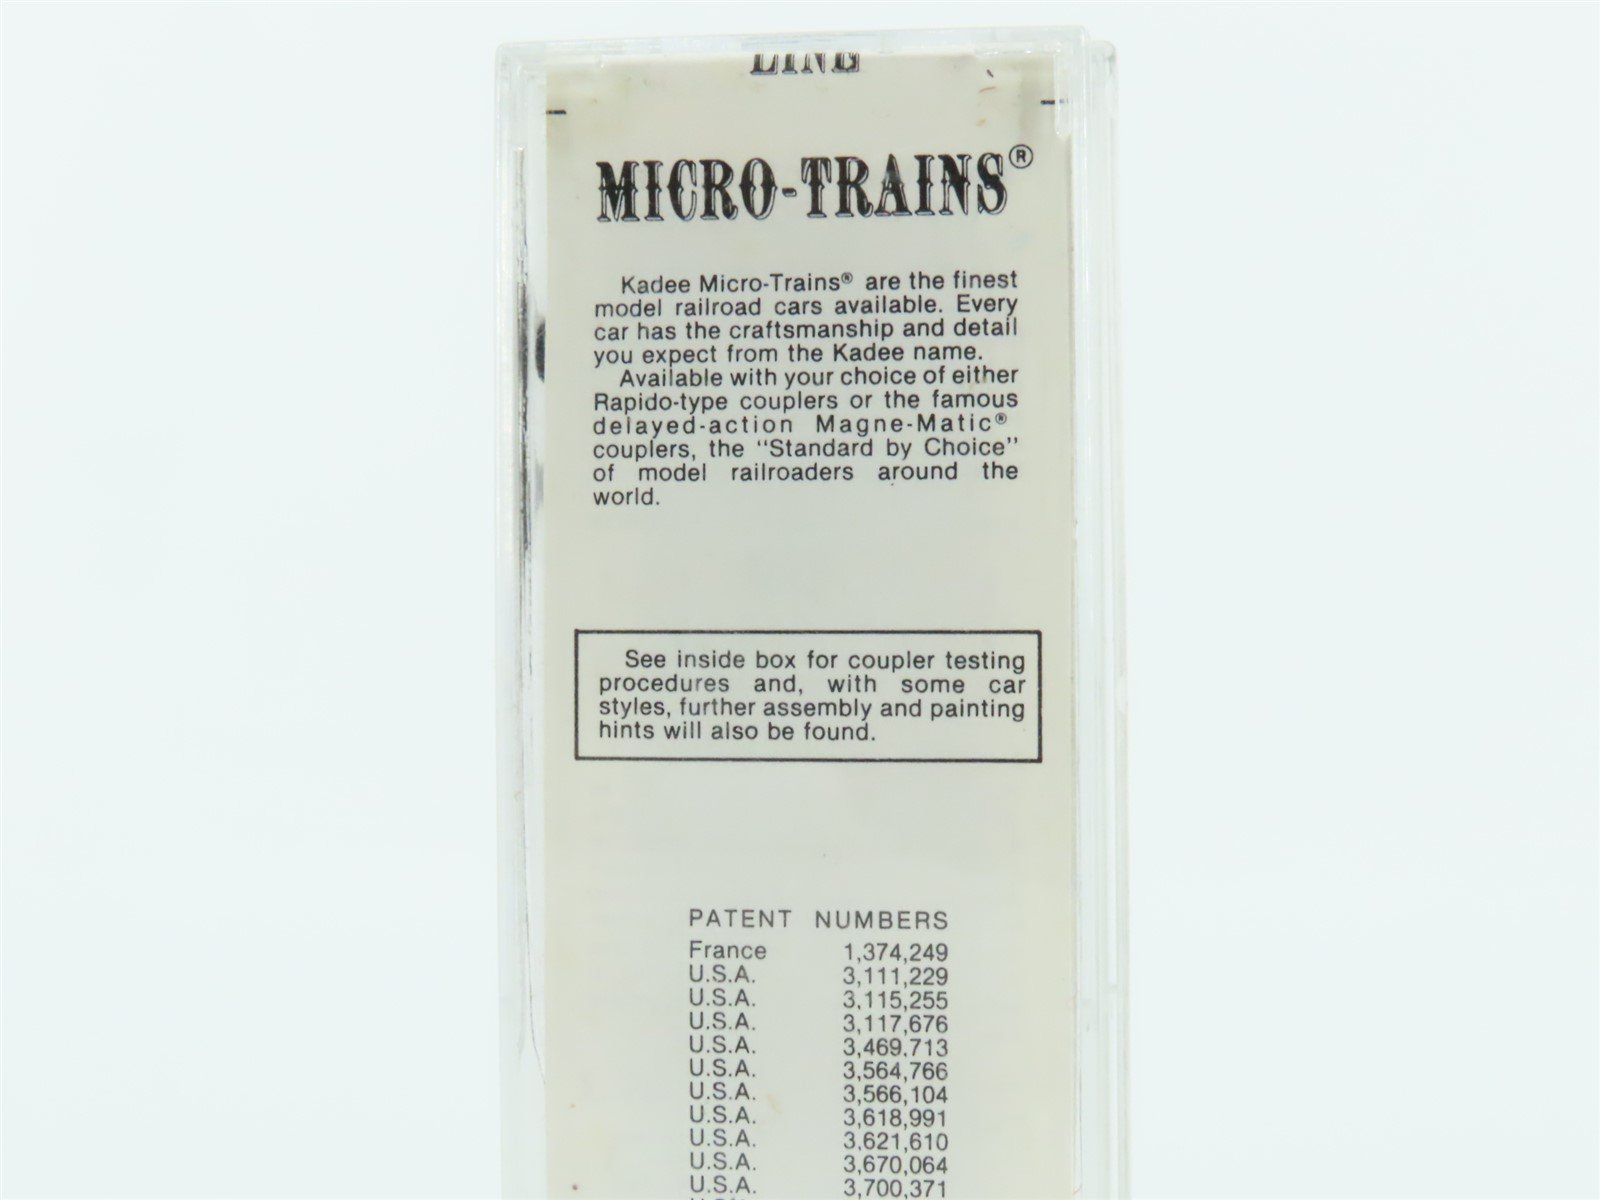 LINE
MICRO-TRAINS®
Kadee Micro-Trains® are the finest
model railroad cars available. Every
car has the craftsmanship and detail
you expect from the Kadee name.
Available with your choice of either
Rapido-type couplers or the famous
delayed-action Magne-Matic®
couplers, the "Standard by Choice"
of model railroaders around the
world.
See inside box for coupler testing
procedures and, with some car
styles, further assembly and painting
hints will also be found.
PATENT NUMBERS
France 1,374,249
U.S.A. 3,111,229
U.S.A. 3,115,255
U.S.A. 3,117,676
U.S.A. 3,469,713
U.S.A. 3,564,766
U.S.A. 3,566,104
U.S.A. 3,618,991
U.S.A. 3,621,610
U.S.A. 3,670,064
U.S.A. 3,700,371